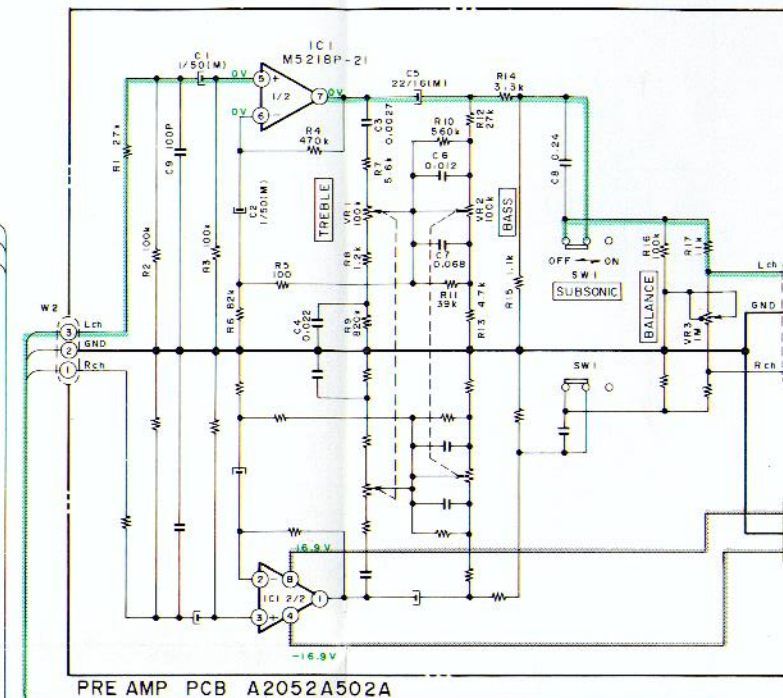 IC1
M5218P-21
C1
1/50(M)
0V
5
+
1/2
7
0V
0V
6
-
C5
22/16(M)
R14
3.3k
R1 27k
C9 100P
R2 100k
R3 100k
R4
470k
C2
1/50(M)
C3
0.0027
R7
5.6k
R10
560k
R12
27k
C6
0.012
C8 0.24
TREBLE
VR1
100k
VR2
100k
BASS
R8
1.2k
C7
0.068
R5
100
R11
39k
R6 82k
C4
0.022
R9
820
R13 4.7k
R15 1.1k
OFF ON
SW1
SUBSONIC
R16
100k
R17
11k
BALANCE
VR3
1M
Lch
GND
Rch
W2
3 Lch
2 GND
1 Rch
SW1
-16.9V
2
-
8
IC1 2/2
1
3
+
4
-16.9V
PRE AMP PCB A2052A502A